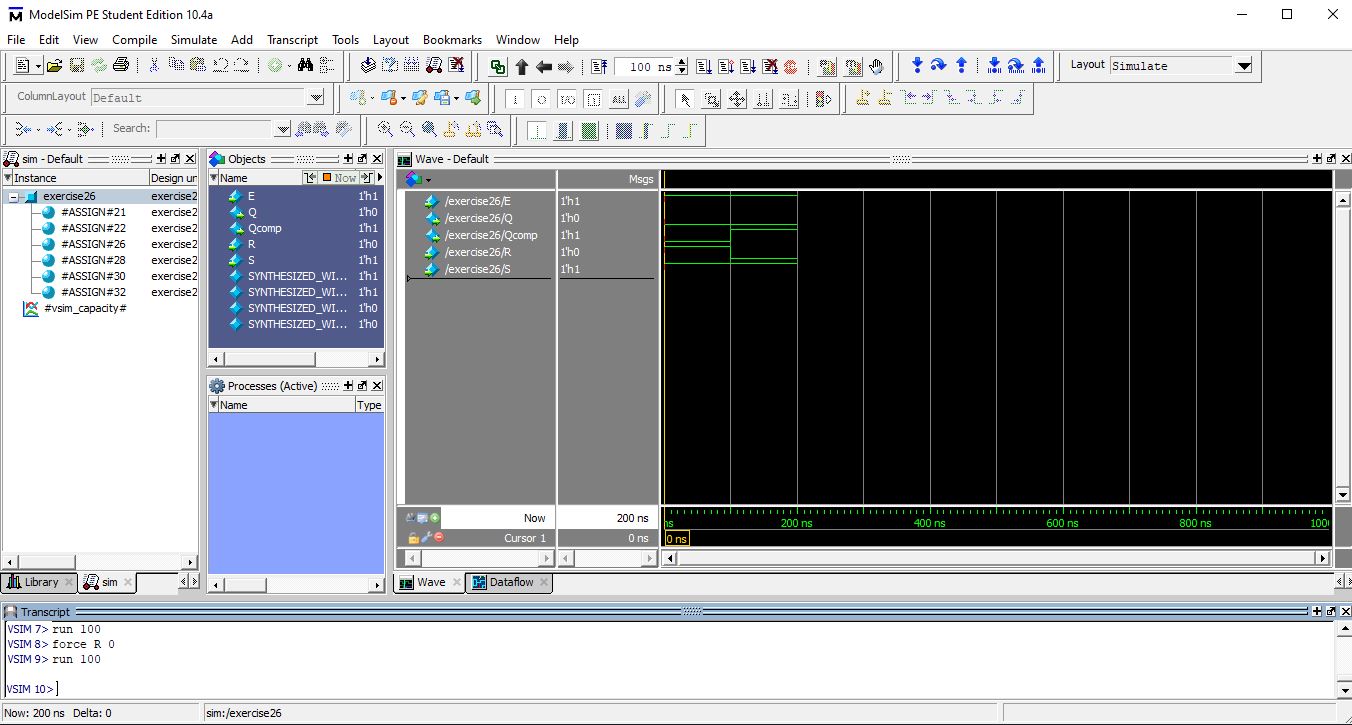 ModelSim PE Student Edition 10.4a
File Edit View Compile Simulate Add Transcript Tools Layout Bookmarks Window Help
100 ns
Layout Simulate
ColumnLayout Default
Search:
sim - Default
Objects
Wave - Default
Instance Design un
Name Now
Msgs
exercise26 exercise2
#ASSIGN#21 exercise2
#ASSIGN#22 exercise2
#ASSIGN#26 exercise2
#ASSIGN#28 exercise2
#ASSIGN#30 exercise2
#ASSIGN#32 exercise2
#vsim_capacity#
E 1'h1
Q 1'h0
Qcomp 1'h1
R 1'h0
S 1'h1
SYNTHESIZED_WI... 1'h1
SYNTHESIZED_WI... 1'h1
SYNTHESIZED_WI... 1'h0
SYNTHESIZED_WI... 1'h0
/exercise26/E 1'h1
/exercise26/Q 1'h0
/exercise26/Qcomp 1'h1
/exercise26/R 1'h0
/exercise26/S 1'h1
Processes (Active)
Name Type
Now 200 ns
ns 200 ns 400 ns 600 ns 800 ns 1000
Cursor 1 0 ns
0 ns
Library sim
Wave Dataflow
Transcript
VSIM 7> run 100
VSIM 8> force R 0
VSIM 9> run 100
VSIM 10>
Now: 200 ns Delta: 0
sim:/exercise26